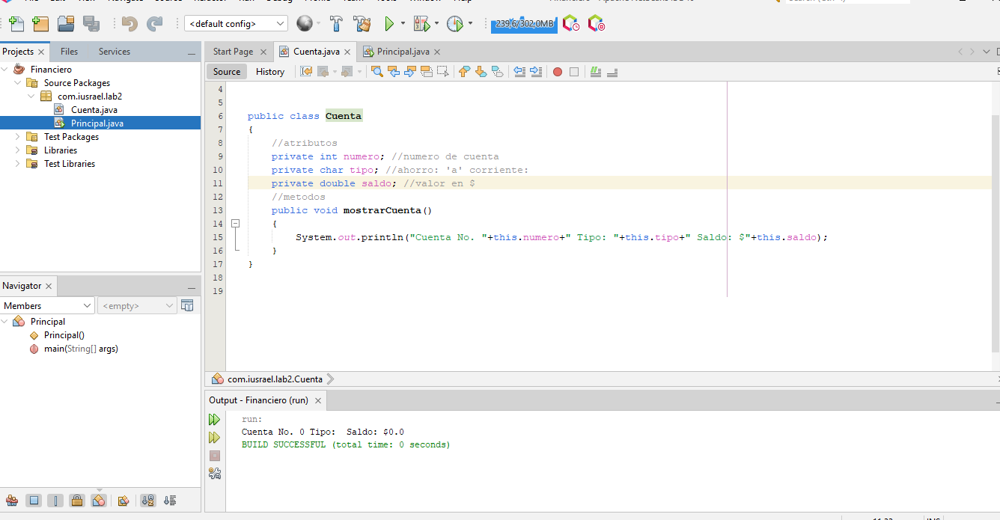 <default config>
239,6/302,0MB
Projects
Files
Services
Financiero
Source Packages
com.iusrael.lab2
Cuenta.java
Principal.java
Test Packages
Libraries
Test Libraries
Navigator
Members
<empty>
Principal
Principal()
main(String[] args)
Start Page
Cuenta.java
Principal.java
Source
History
4
5
6 public class Cuenta
7 {
8 //atributos
9 private int numero; //numero de cuenta
10 private char tipo; //ahorro: 'a' corriente:
11 private double saldo; //valor en $
12 //metodos
13 public void mostrarCuenta()
14 {
15 System.out.println("Cuenta No. "+this.numero+" Tipo: "+this.tipo+" Saldo: $"+this.saldo);
16 }
17 }
18
19
com.iusrael.lab2.Cuenta
Output - Financiero (run)
run:
Cuenta No. 0 Tipo:  Saldo: $0.0
BUILD SUCCESSFUL (total time: 0 seconds)